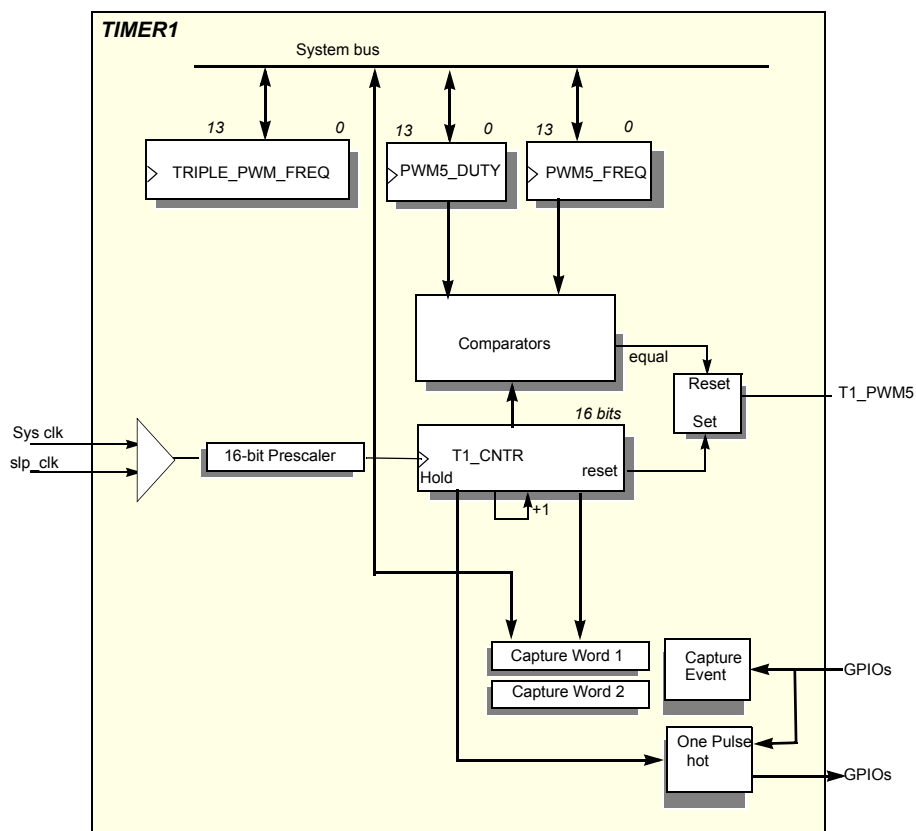 TIMER1
System bus
13 0
13 0
13 0
TRIPLE_PWM_FREQ
PWM5_DUTY
PWM5_FREQ
Comparators
equal
Reset
Set
T1_PWM5
16 bits
Sys clk
slp_clk
16-bit Prescaler
T1_CNTR
Hold
reset
+1
Capture Word 1
Capture Word 2
Capture
Event
GPIOs
One Pulse
hot
GPIOs